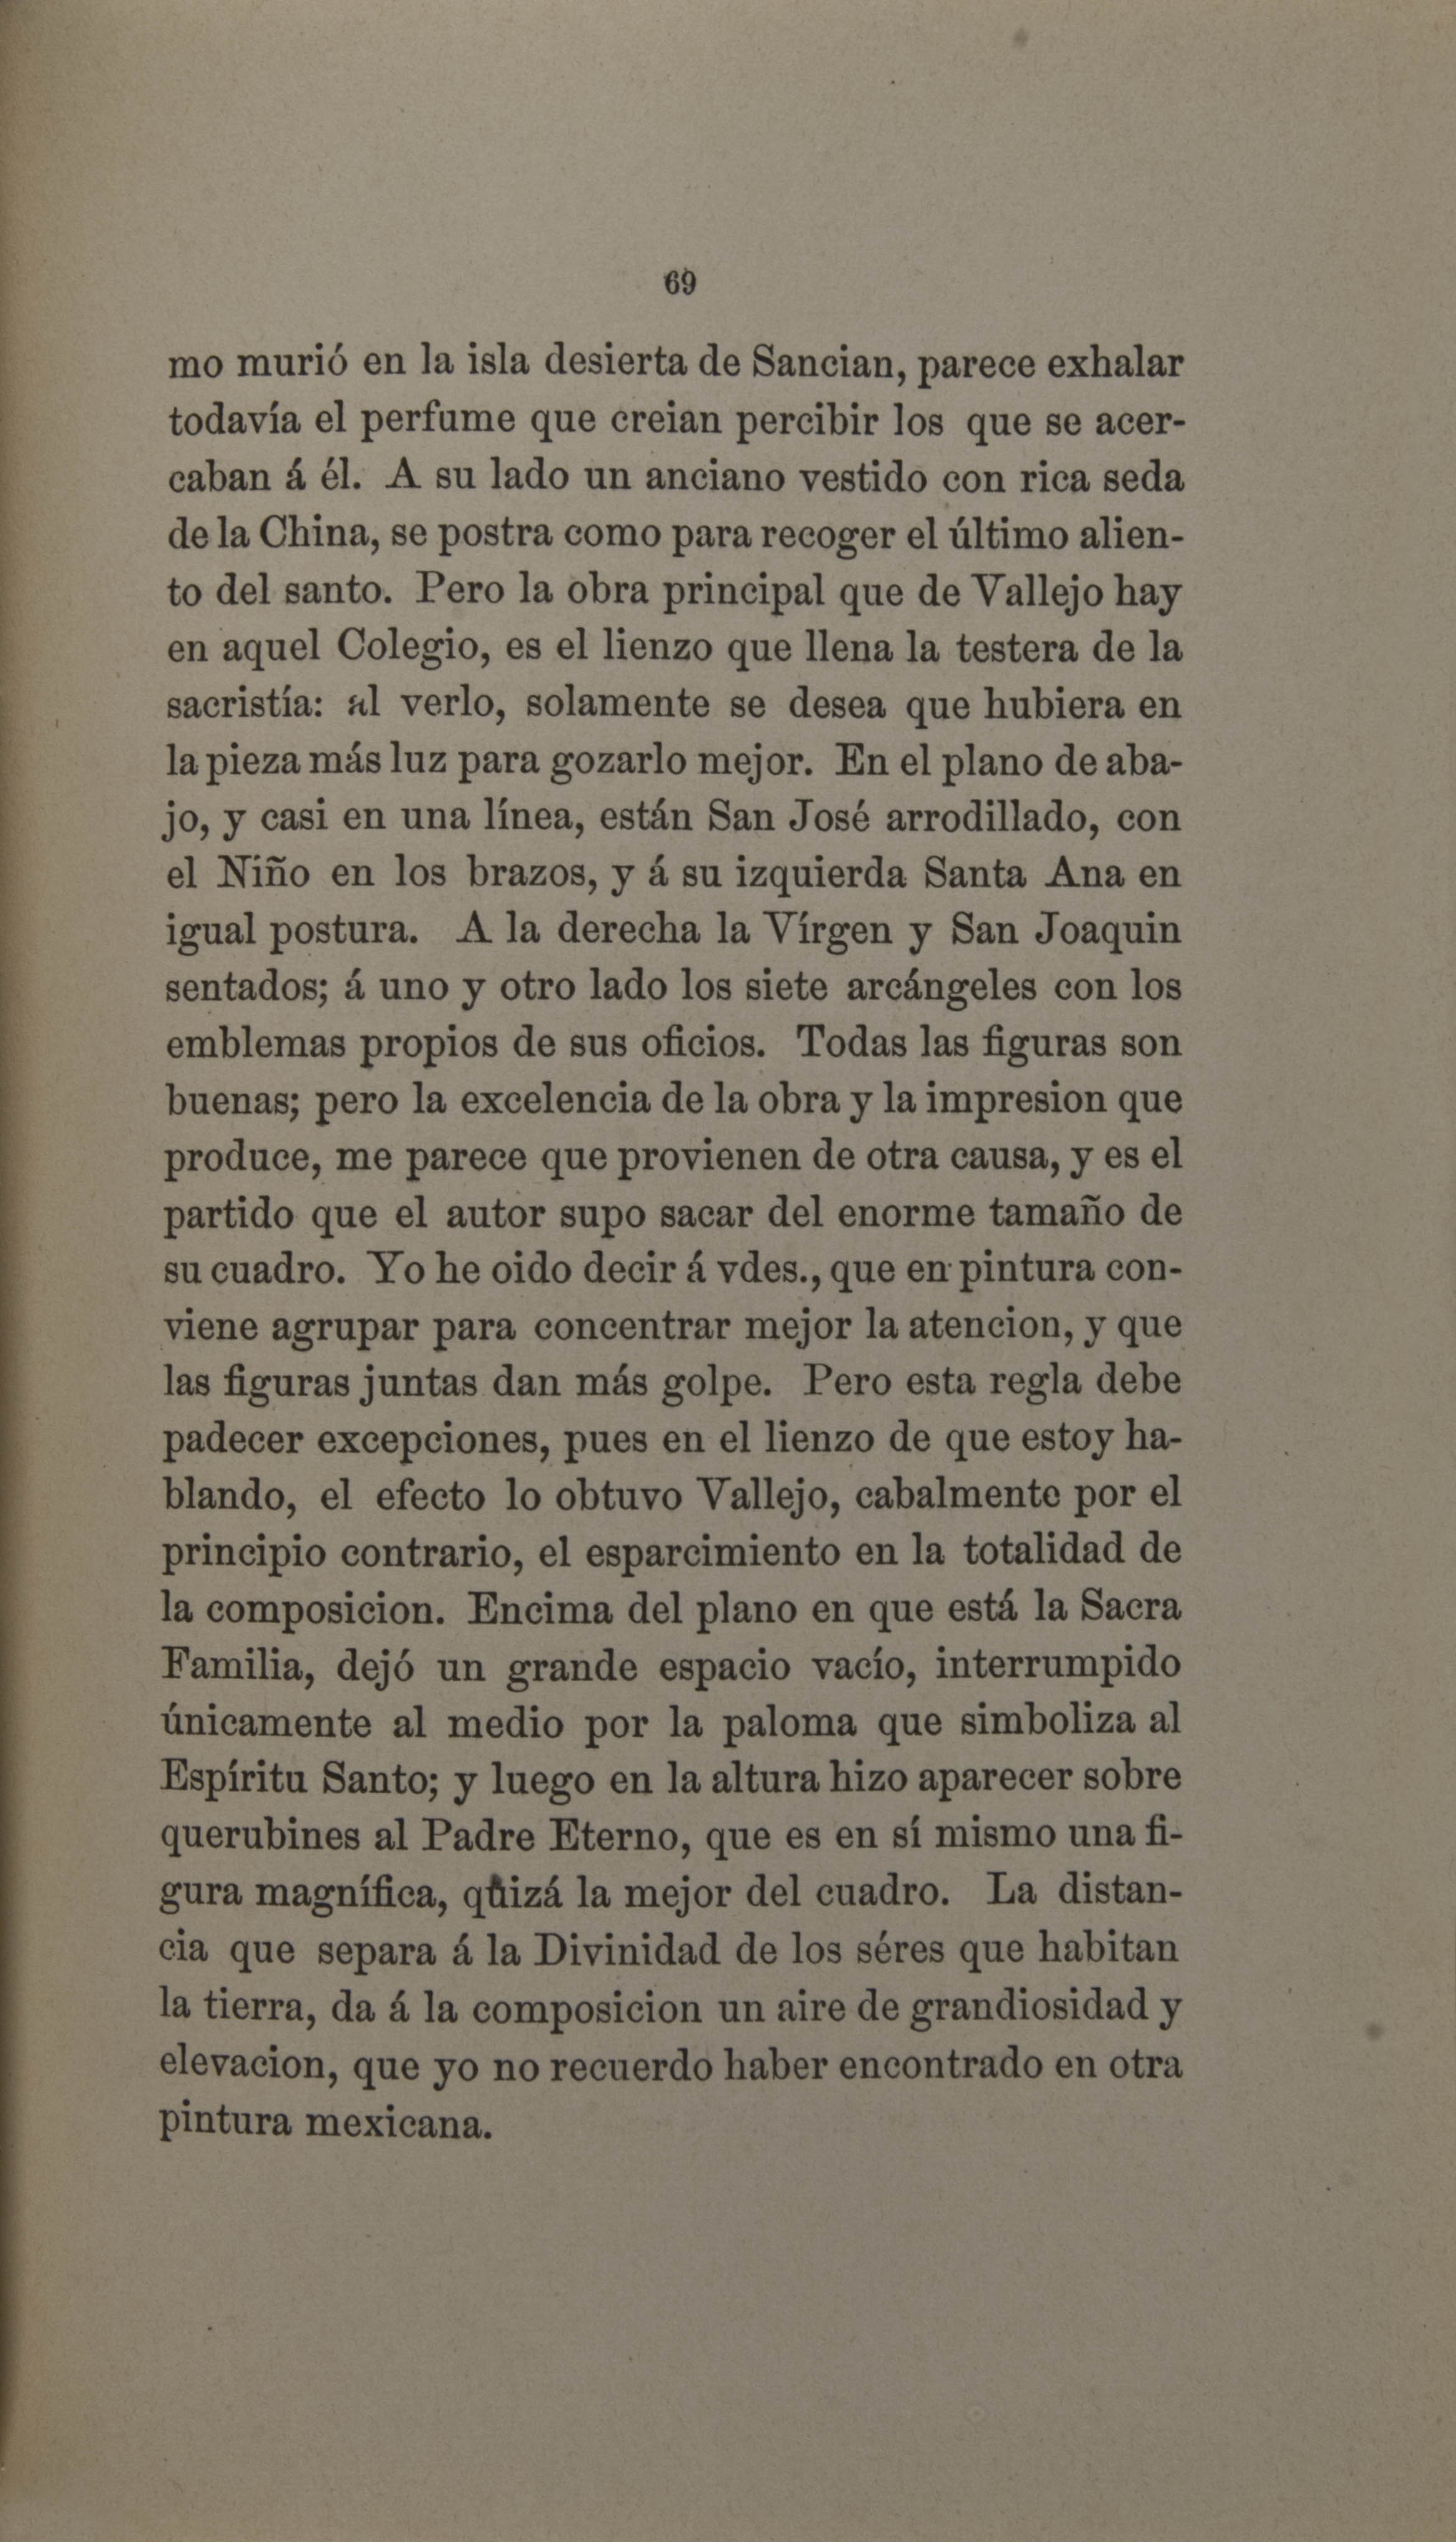 69
mo murió en la isla desierta de Sancian, parece exhalar
todavía el perfume que creian percibir los que se acer-
caban á él. A su lado un anciano vestido con rica seda
de la China, se postra como para recoger el último alien-
to del santo. Pero la obra principal que de Vallejo hay
en aquel Colegio, es el lienzo que llena la testera de la
sacristía: al verlo, solamente se desea que hubiera en
la pieza más luz para gozarlo mejor. En el plano de aba-
jo, y casi en una línea, están San José arrodillado, con
el Niño en los brazos, y á su izquierda Santa Ana en
igual postura. A la derecha la Vírgen y San Joaquin
sentados; á uno y otro lado los siete arcángeles con los
emblemas propios de sus oficios. Todas las figuras son
buenas; pero la excelencia de la obra y la impresion que
produce, me parece que provienen de otra causa, y es el
partido que el autor supo sacar del enorme tamaño de
su cuadro. Yo he oido decir á vdes., que en pintura con-
viene agrupar para concentrar mejor la atencion, y que
las figuras juntas dan más golpe. Pero esta regla debe
padecer excepciones, pues en el lienzo de que estoy ha-
blando, el efecto lo obtuvo Vallejo, cabalmente por el
principio contrario, el esparcimiento en la totalidad de
la composicion. Encima del plano en que está la Sacra
Familia, dejó un grande espacio vacío, interrumpido
únicamente al medio por la paloma que simboliza al
Espíritu Santo; y luego en la altura hizo aparecer sobre
querubines al Padre Eterno, que es en sí mismo una fi-
gura magnífica, quizá la mejor del cuadro. La distan-
cia que separa á la Divinidad de los séres que habitan
la tierra, da á la composicion un aire de grandiosidad y
elevacion, que yo no recuerdo haber encontrado en otra
pintura mexicana.